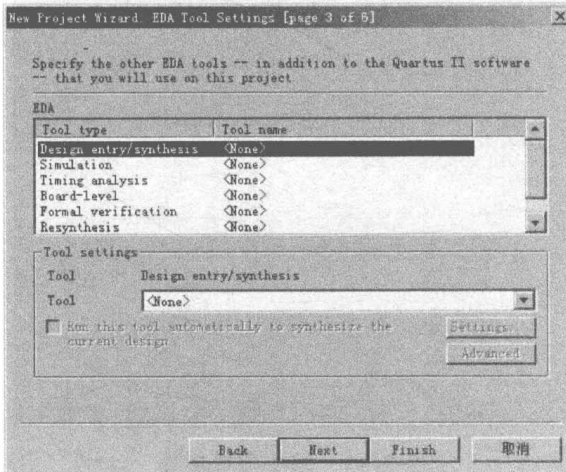 New Project Wizard: EDA Tool Settings [page 3 of 6]
Specify the other EDA tools -- in addition to the Quartus II software
-- that you will use on this project
EDA
Tool type Tool name
Design entry/synthesis <None>
Simulation <None>
Timing analysis <None>
Board-level <None>
Formal verification <None>
Resynthesis <None>
Tool settings
Tool Design entry/synthesis
Tool <None>
Run this tool automatically to synthesize the
current design
Settings...
Advanced
Back Next Finish 取消